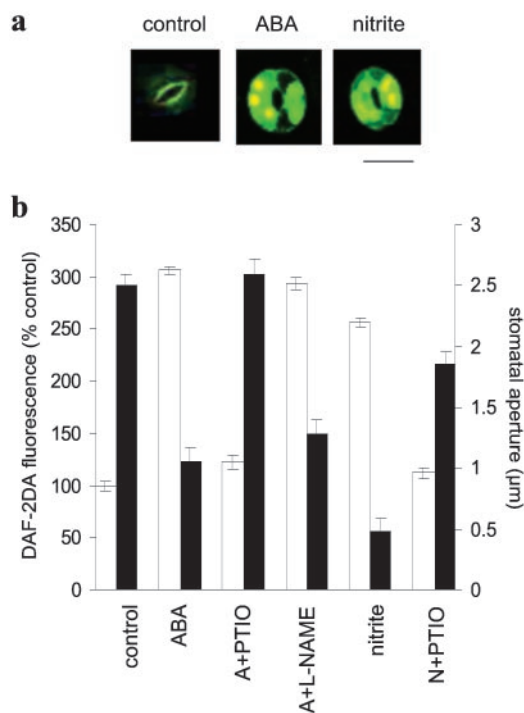 a
control ABA nitrite
b
DAF-2DA fluorescence (% control)
350
300
250
200
150
100
50
0
3
2.5
2
1.5
1
0.5
0
stomatal aperture (μm)
control
ABA
A+PTIO
A+L-NAME
nitrite
N+PTIO